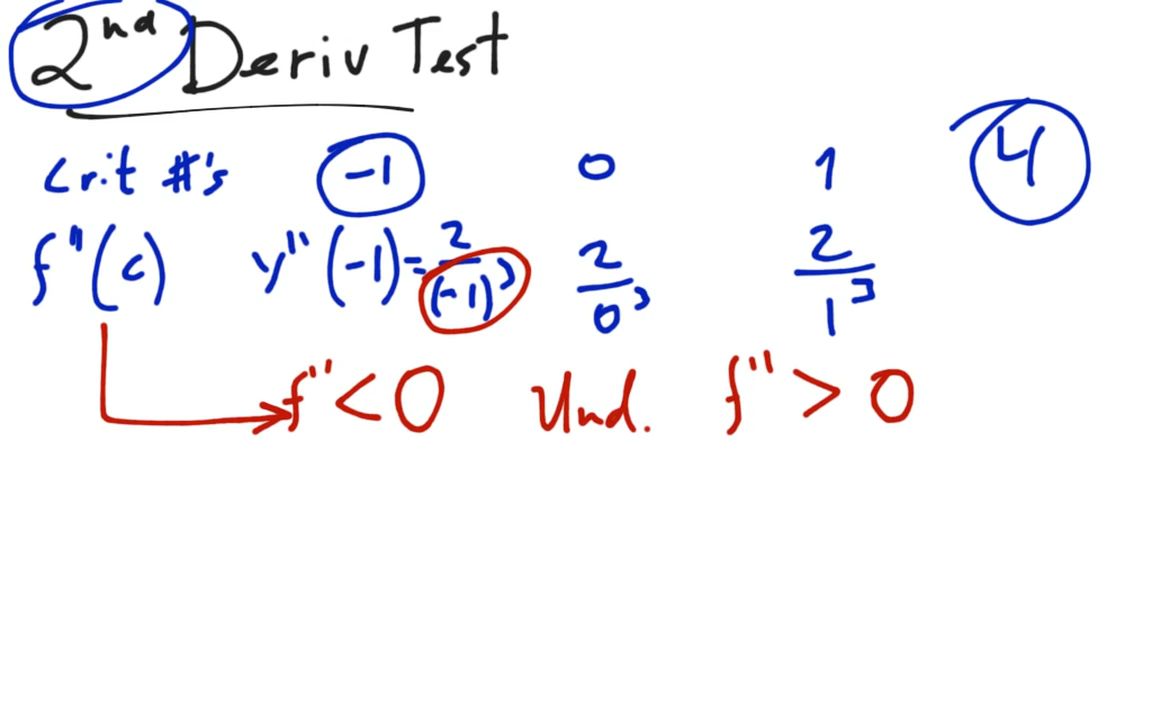 2ⁿᵈ Deriv Test
4
Crit #'s -1 0 1
f"(c) y"(-1)=2/(-1)³ 2/0³ 2/1³
f"<0 Und. f">0